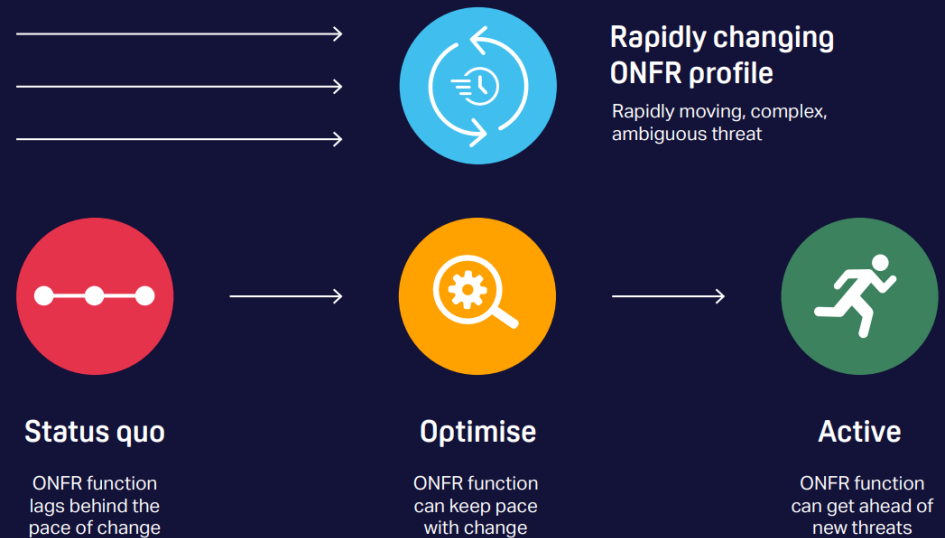 Rapidly changing
ONFR profile
Rapidly moving, complex,
ambiguous threat
Status quo
ONFR function
lags behind the
pace of change
Optimise
ONFR function
can keep pace
with change
Active
ONFR function
can get ahead of
new threats